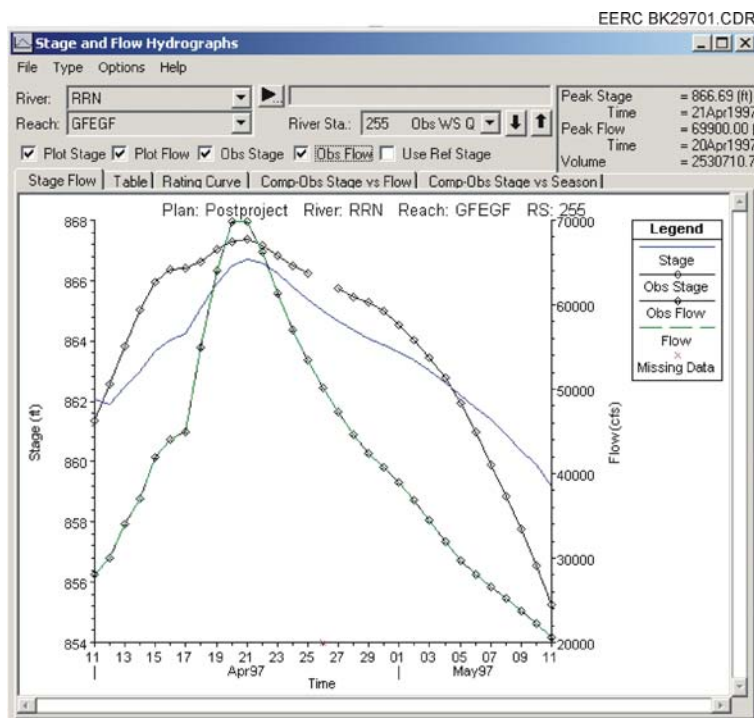 EERC BK29701.CDR
Stage and Flow Hydrographs
File Type Options Help
River: RRN
Reach: GFEGF River Sta.: 255 Obs WS Q
Peak Stage = 866.69 (ft)
Time = 21Apr1997
Peak Flow = 69900.00 (
Time = 20Apr1997
Volume = 2530710.7
Plot Stage Plot Flow Obs Stage Obs Flow Use Ref Stage
Stage Flow Table Rating Curve Comp-Obs Stage vs Flow Comp-Obs Stage vs Season
Plan: Postproject River: RRN Reach: GFEGF RS: 255
868
866
864
862
860
858
856
854
Stage (ft)
70000
60000
50000
40000
30000
20000
Flow (cfs)
11 13 15 17 19 21 23 25 27 29 01 03 05 07 09 11
Apr97 May97
Time
Legend
Stage
Obs Stage
Obs Flow
Flow
Missing Data